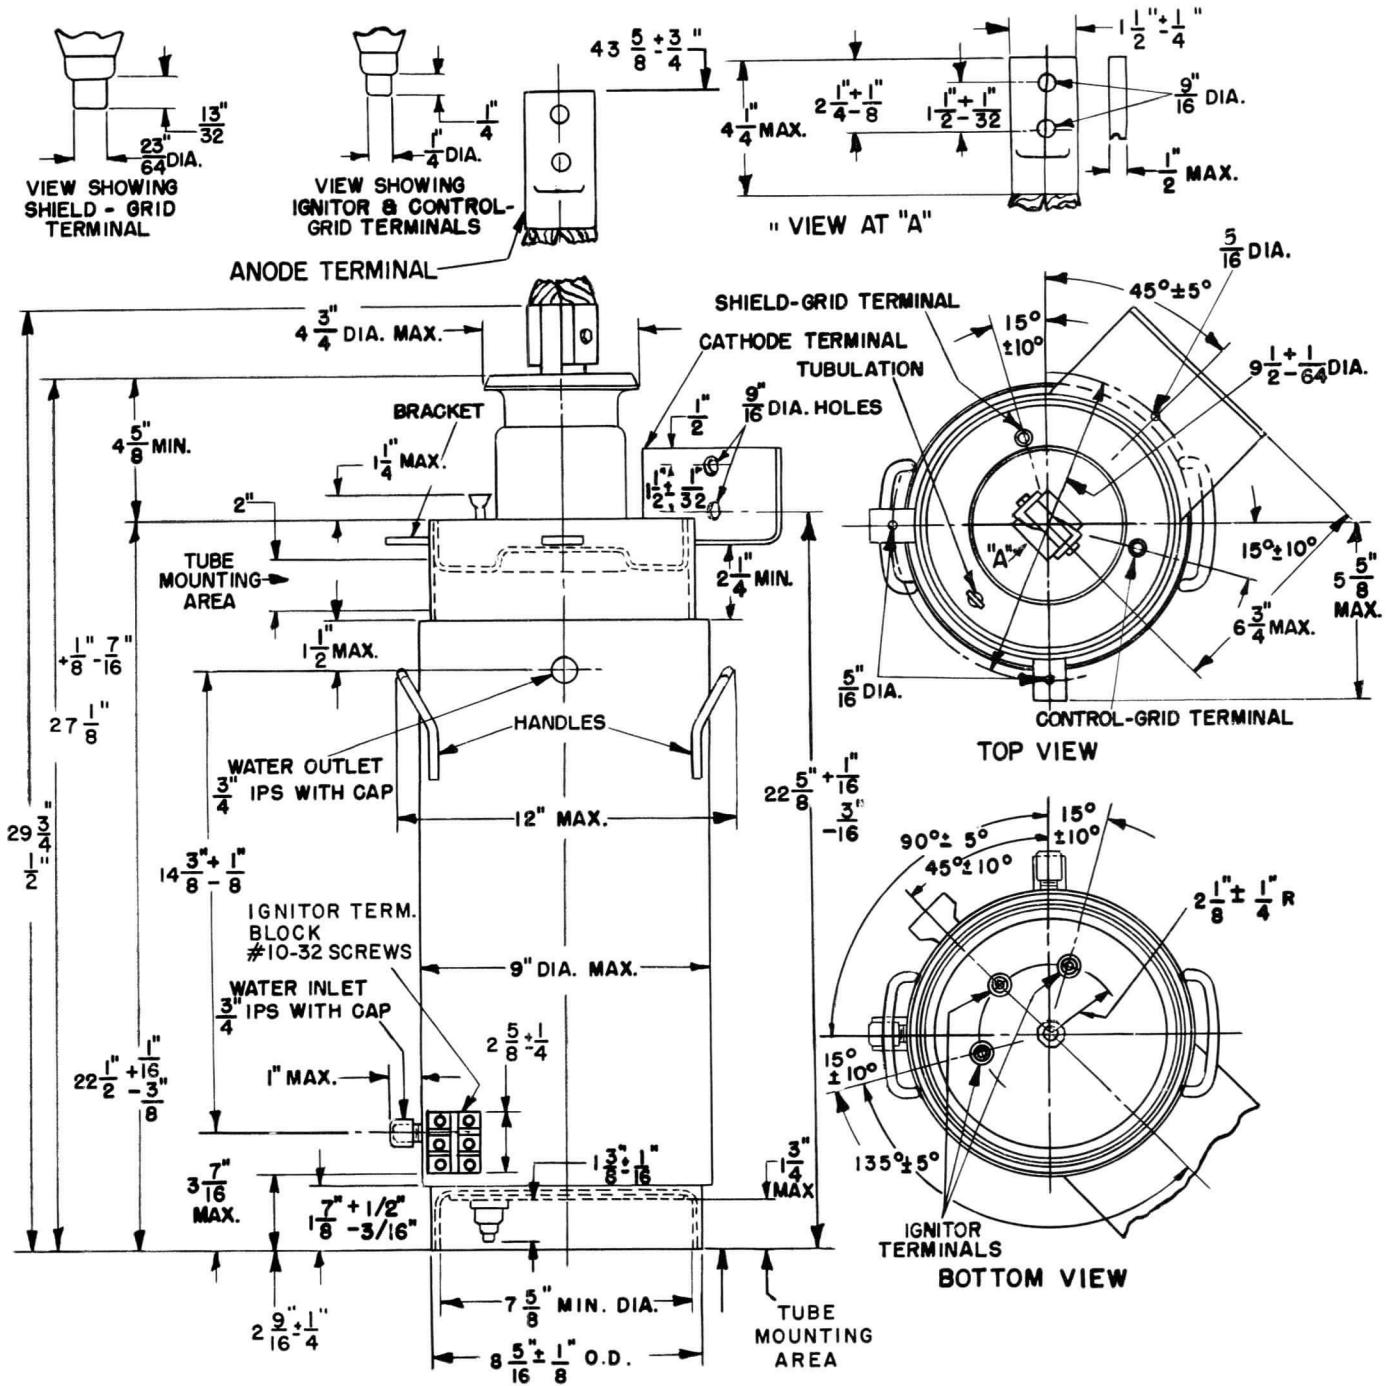 13"
32
23"
64 DIA.
VIEW SHOWING
SHIELD - GRID
TERMINAL
1"
4
1"
4 DIA.
VIEW SHOWING
IGNITOR & CONTROL-
GRID TERMINALS
43 5/8 ± 3/4 "
ANODE TERMINAL
4 1/4" MAX.
2 1/4" ± 1/8"
1 1/2" ± 1/32"
1 1/2" ± 1/4"
9/16" DIA.
1/2" MAX.
" VIEW AT "A"
4 3/4" DIA. MAX.
4 5/8" MIN.
BRACKET
1 1/4" MAX.
2"
TUBE
MOUNTING
AREA
1 1/2" MAX.
CATHODE TERMINAL
1/2"
9/16" DIA. HOLES
1 1/2" ± 1/32"
2 1/4" MIN.
+ 1/8" - 7/16"
27 1/8"
29 3/4"
1/2"
22 1/2" + 1/16" - 3/8"
14 3/8" ± 1/8"
WATER OUTLET
3/4" IPS WITH CAP
HANDLES
12" MAX.
22 5/8" + 1/16"
- 3/16"
IGNITOR TERM.
BLOCK
#10-32 SCREWS
9" DIA. MAX.
WATER INLET
3/4" IPS WITH CAP
2 5/8" ± 1/4
1" MAX.
3 7/16" MAX.
1 7/8" + 1/2"
- 3/16"
1 3/8" ± 1/16"
1 3/4" MAX
2 9/16" ± 1/4"
7 5/8" MIN. DIA.
8 5/16" ± 1/8" O.D.
TUBE
MOUNTING
AREA
SHIELD-GRID TERMINAL
TUBULATION
15°
±10°
45°±5°
5/16 DIA.
9 1/2 ± 1/64 DIA.
"A"
15°±10°
5 5/8" MAX.
6 3/4" MAX.
5/16" DIA.
CONTROL-GRID TERMINAL
TOP VIEW
90°± 5°
45°±10°
15°
±10°
2 1/8" ± 1/4" R
15°
±10°
135°±5°
IGNITOR
TERMINALS
BOTTOM VIEW